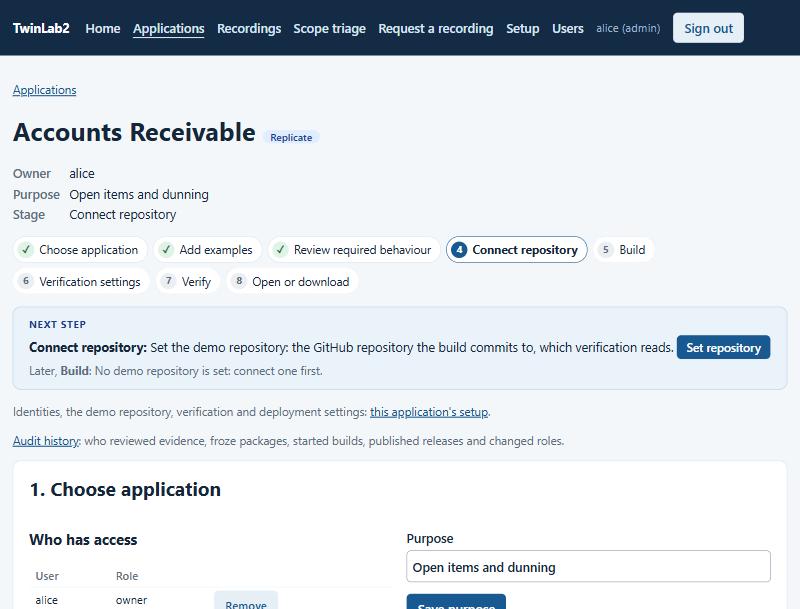 TwinLab2 Home Applications Recordings Scope triage Request a recording Setup Users alice (admin) Sign out
Applications
Accounts Receivable Replicate
Owner alice
Purpose Open items and dunning
Stage Connect repository
✓ Choose application ✓ Add examples ✓ Review required behaviour 4 Connect repository 5 Build
6 Verification settings 7 Verify 8 Open or download
NEXT STEP
Connect repository: Set the demo repository: the GitHub repository the build commits to, which verification reads. Set repository
Later, Build: No demo repository is set: connect one first.
Identities, the demo repository, verification and deployment settings: this application's setup.
Audit history: who reviewed evidence, froze packages, started builds, published releases and changed roles.
1. Choose application
Who has access
Purpose
User Role
Open items and dunning
alice owner Remove
Save purpose